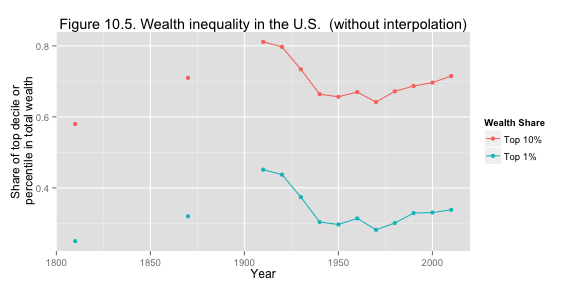 Figure 10.5. Wealth inequality in the U.S.  (without interpolation)
Share of top decile or
percentile in total wealth
0.8
0.6
0.4
1800
1850
1900
1950
2000
Year
Wealth Share
Top 10%
Top 1%